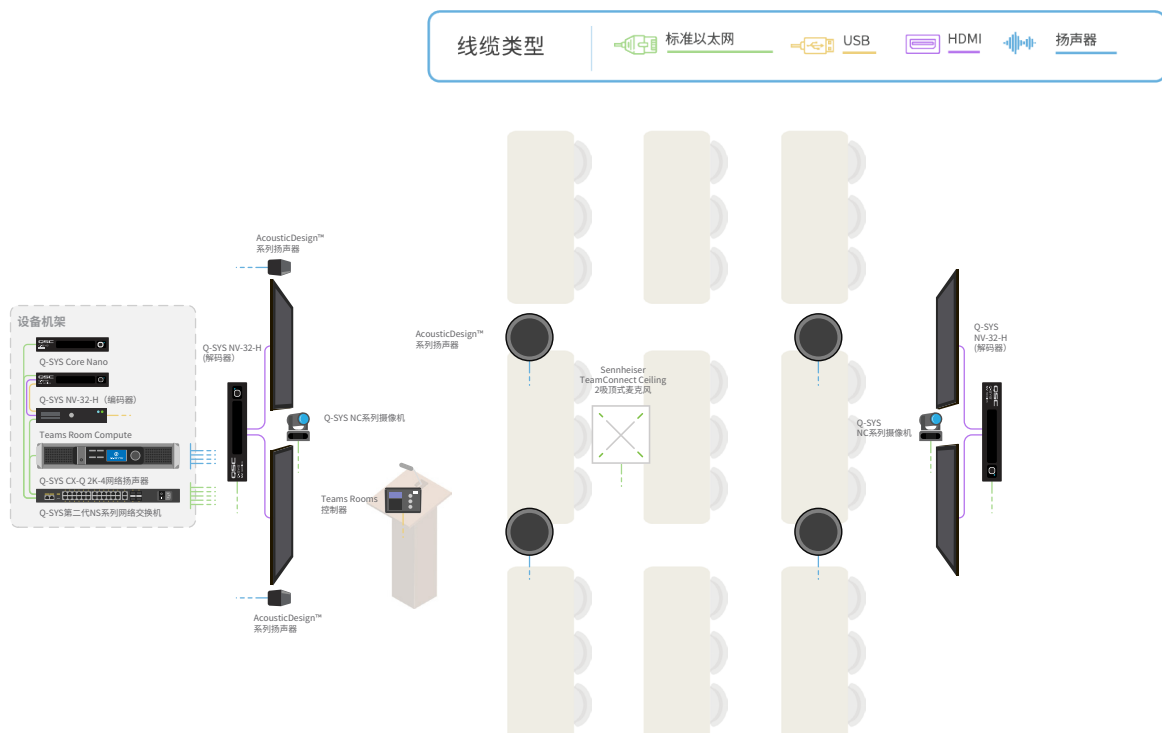 线缆类型
标准以太网
USB
HDMI
扬声器
AcousticDesign™
系列扬声器
设备机架
Q-SYS Core Nano
Q-SYS NV-32-H（编码器）
Teams Room Compute
Q-SYS CX-Q 2K-4网络扬声器
Q-SYS第二代NS系列网络交换机
Q-SYS NV-32-H
(解码器)
QSC
Q-SYS NC系列摄像机
Teams Rooms
控制器
AcousticDesign™
系列扬声器
AcousticDesign™
系列扬声器
Sennheiser
TeamConnect Ceiling
2吸顶式麦克风
Q-SYS
NC系列摄像机
Q-SYS
NV-32-H
(解码器)
QSC